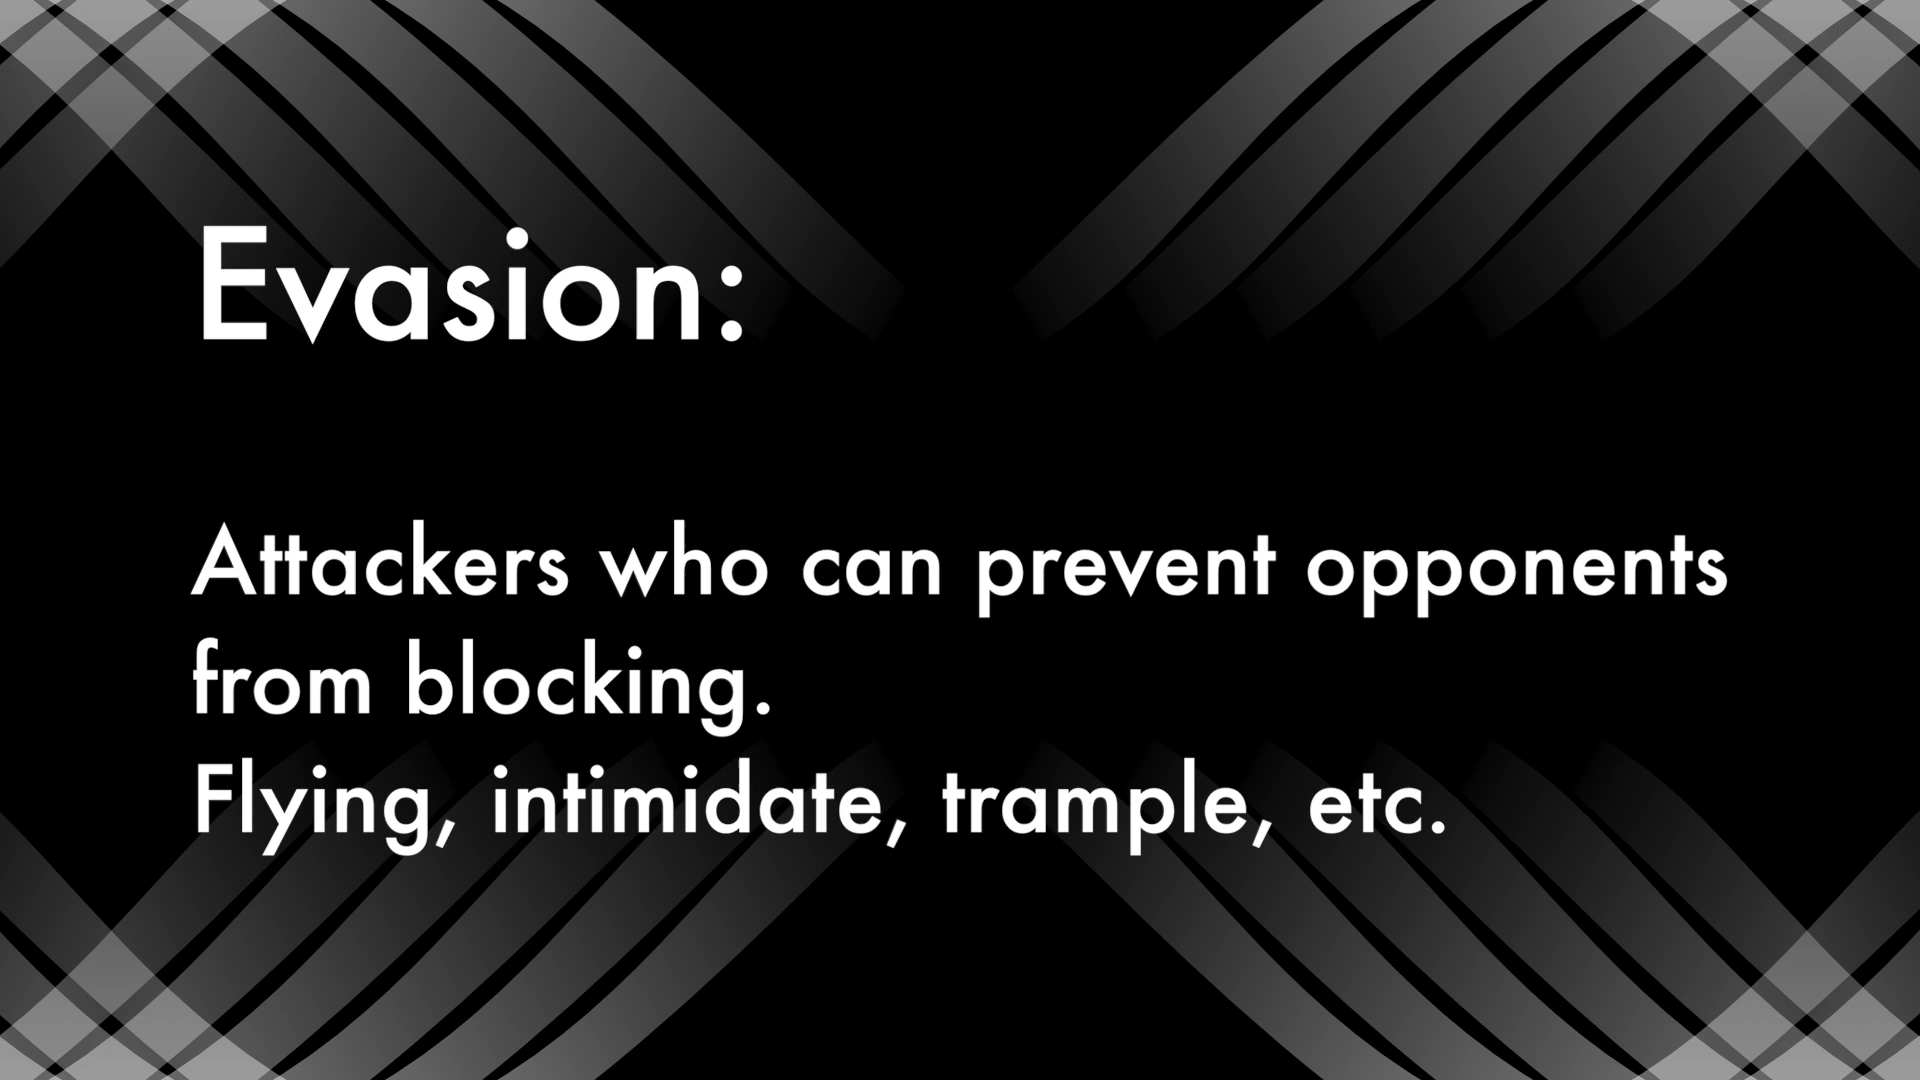 Evasion:
Attackers who can prevent opponents
from blocking.
Flying, intimidate, trample, etc.